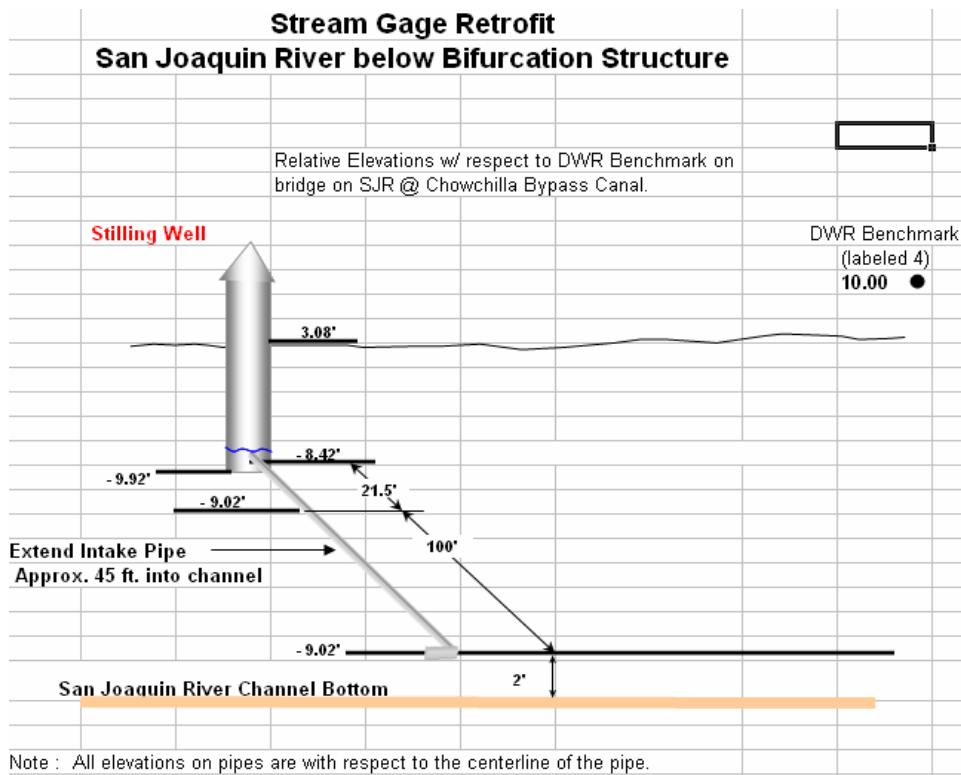 Stream Gage Retrofit
San Joaquin River below Bifurcation Structure
Relative Elevations w/ respect to DWR Benchmark on
bridge on SJR @ Chowchilla Bypass Canal.
Stilling Well
DWR Benchmark
(labeled 4)
10.00
3.08'
- 8.42'
- 9.92'
21.5'
- 9.02'
100'
Extend Intake Pipe
Approx. 45 ft. into channel
- 9.02'
2'
San Joaquin River Channel Bottom
Note : All elevations on pipes are with respect to the centerline of the pipe.